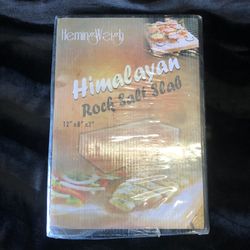 HemingWeigh
Himalayan
Rock Salt Slab
12"x8"x2"